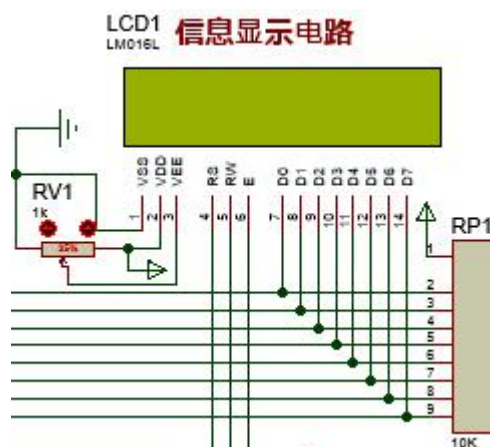 LCD1 信息显示电路
LM016L
VSS VDD VEE RS RW E D0 D1 D2 D3 D4 D5 D6 D7
1 2 3 4 5 6 7 8 9 10 11 12 13 14
RV1
1k
RP1
1
2
3
4
5
6
7
8
9
10K